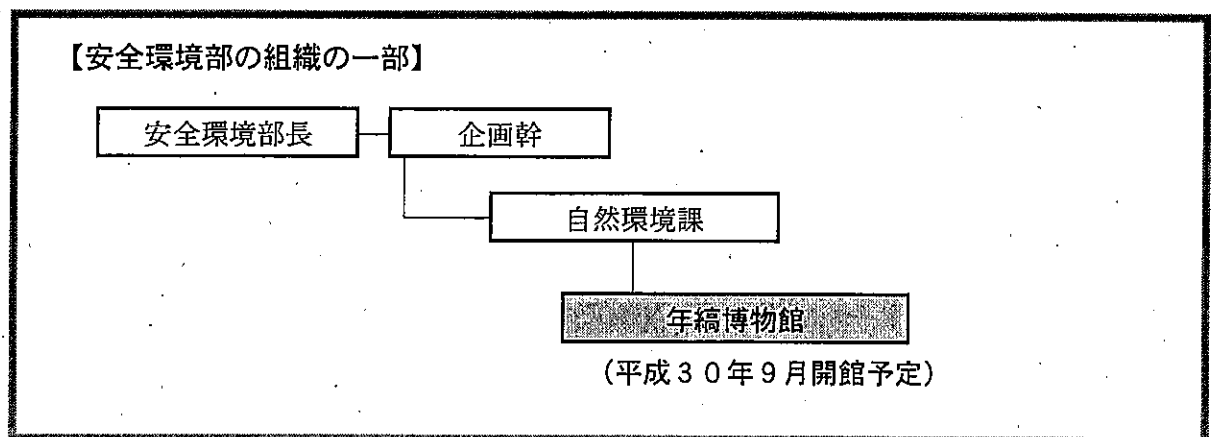 【安全環境部の組織の一部】
安全環境部長
企画幹
自然環境課
年縞博物館
(平成30年9月開館予定)